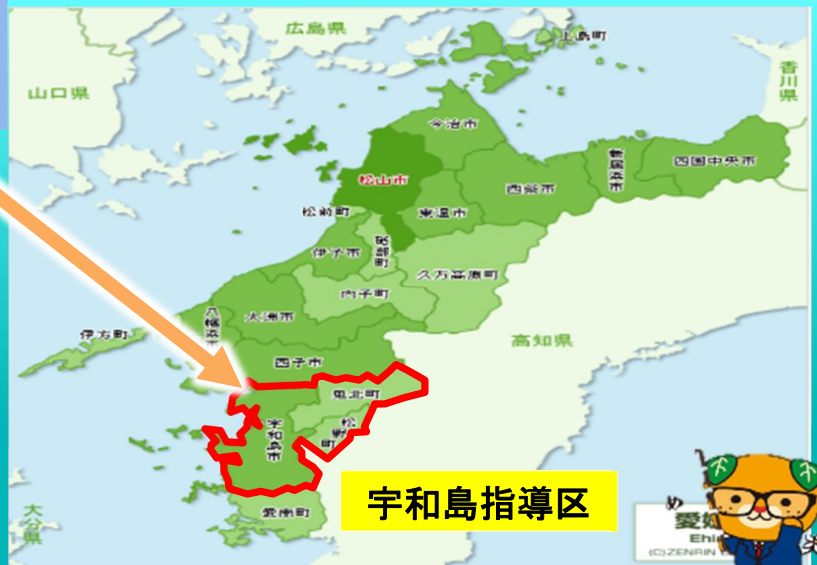 広島県
上島町
山口県
香川県
今治市
松山市
新居浜市
四国中央市
西条市
松前町
東温市
伊予市
砥部町
久万高原町
内子町
大洲市
八幡浜市
伊方町
高知県
西予市
鬼北町
宇和島市
松野町
宇和島指導区
愛南町
大分県
め
愛媛
Ehi
(C)ZENRIN